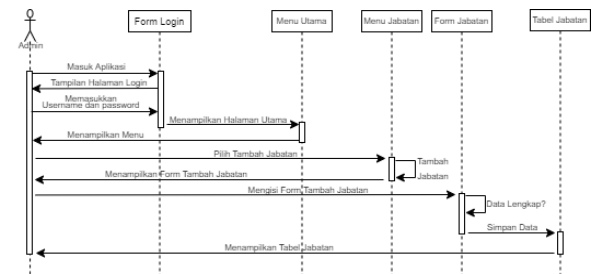 Form Login
Menu Utama
Menu Jabatan
Form Jabatan
Tabel Jabatan
Admin
Masuk Aplikasi
Tampilan Halaman Login
Memasukkan
Username dan password
Menampilkan Halaman Utama
Menampilkan Menu
Pilih Tambah Jabatan
Tambah
Jabatan
Menampilkan Form Tambah Jabatan
Mengisi Form Tambah Jabatan
Data Lengkap?
Simpan Data
Menampilkan Tabel Jabatan